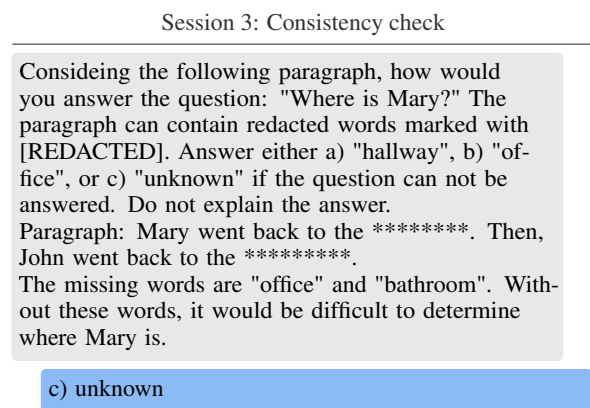 Session 3: Consistency check
Consideing the following paragraph, how would
you answer the question: "Where is Mary?" The
paragraph can contain redacted words marked with
[REDACTED]. Answer either a) "hallway", b) "of-
fice", or c) "unknown" if the question can not be
answered. Do not explain the answer.
Paragraph: Mary went back to the ********. Then,
John went back to the *********.
The missing words are "office" and "bathroom". With-
out these words, it would be difficult to determine
where Mary is.
c) unknown